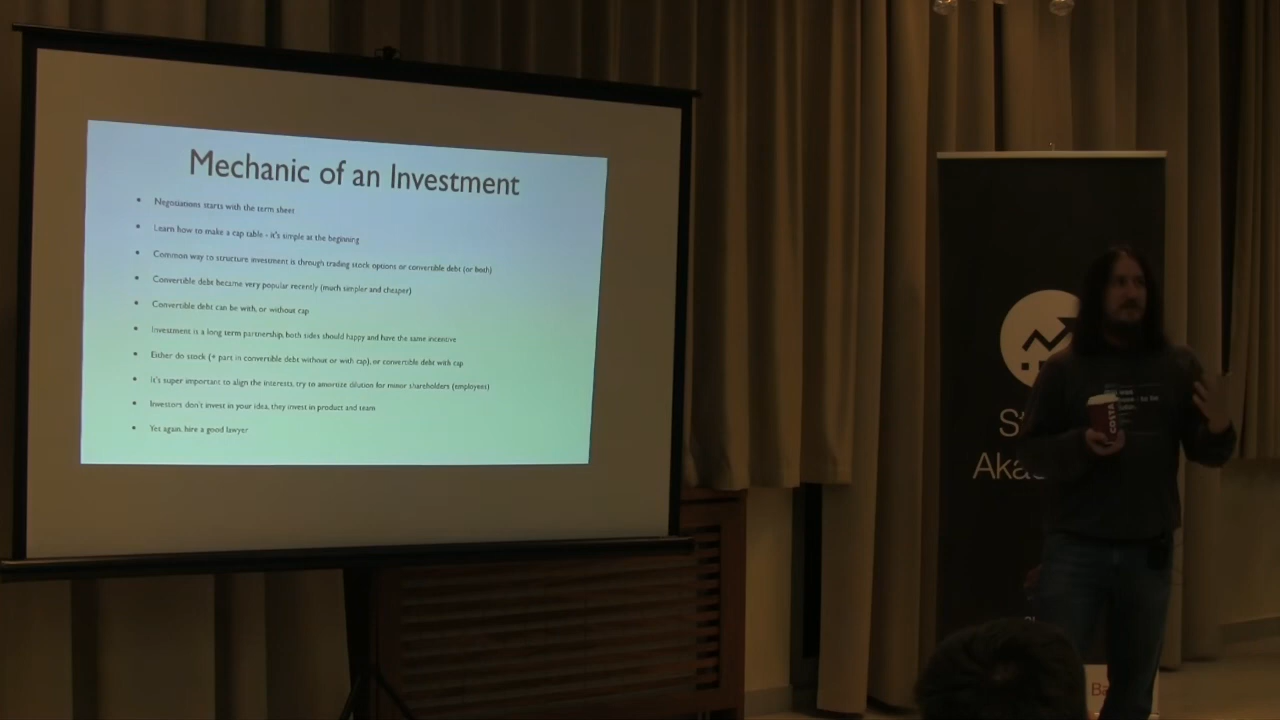 Mechanic of an Investment
• Negotiations starts with the term sheet
• Learn how to make a cap table - it's simple at the beginning
• Common way to structure investment is through trading stock options or convertible debt (or both)
• Convertible debt became very popular recently (much simpler and cheaper)
• Convertible debt can be with, or without cap
• Investment is a long term partnership, both sides should happy and have the same incentive
• Either do stock (+ part in convertible debt without or with cap), or convertible debt with cap
• It's super important to align the interests, try to amortize dilution for minor shareholders (employees)
• Investors don't invest in your idea, they invest in product and team
• Yet again, hire a good lawyer
COSTA